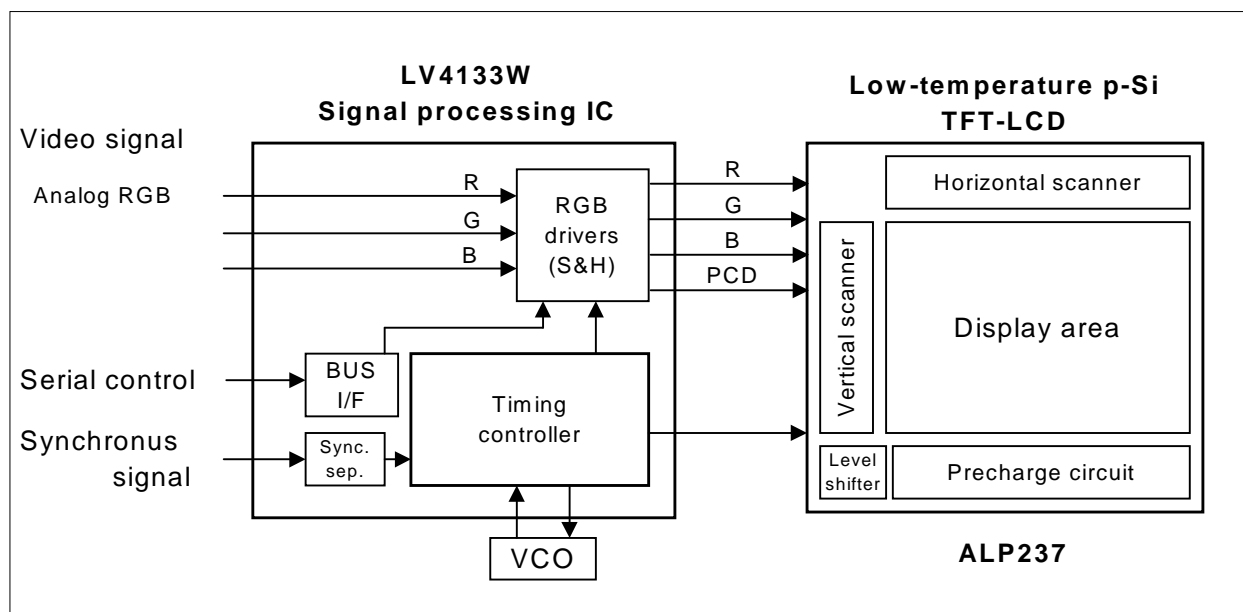 LV4133W
Signal processing IC
Low-temperature p-Si
TFT-LCD
Video signal
Analog RGB
R
G
B
RGB
drivers
(S&H)
R
G
B
PCD
Horizontal scanner
Vertical scanner
Display area
Serial control
BUS
I/F
Timing
controller
Synchronus
signal
Sync.
sep.
Level
shifter
Precharge circuit
VCO
ALP237